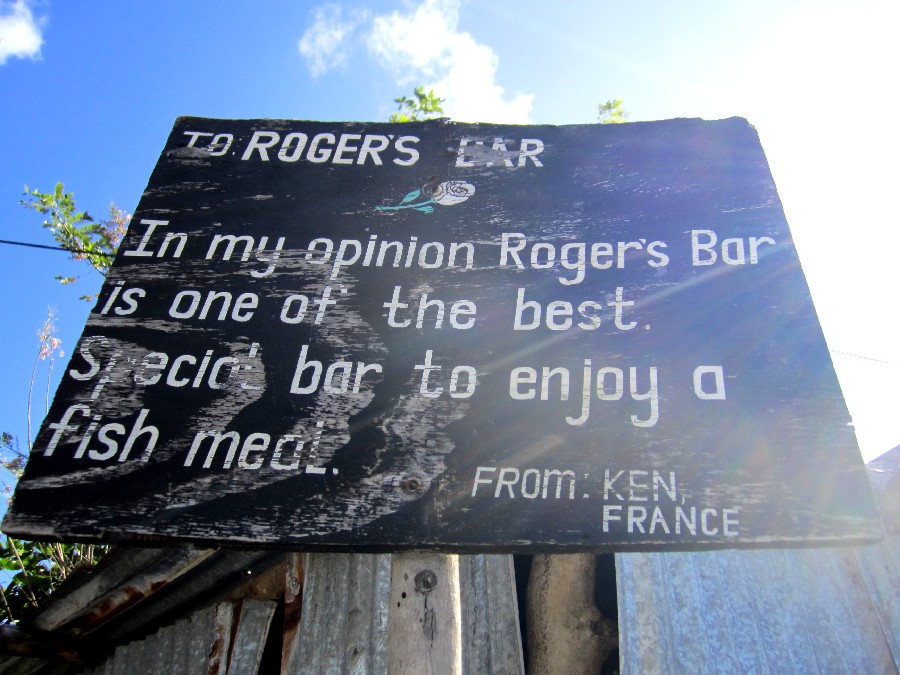 TO: ROGER'S BAR
In my opinion Roger's Bar
is one of the best.
Special bar to enjoy a
fish meal.
FROM: KEN,
FRANCE